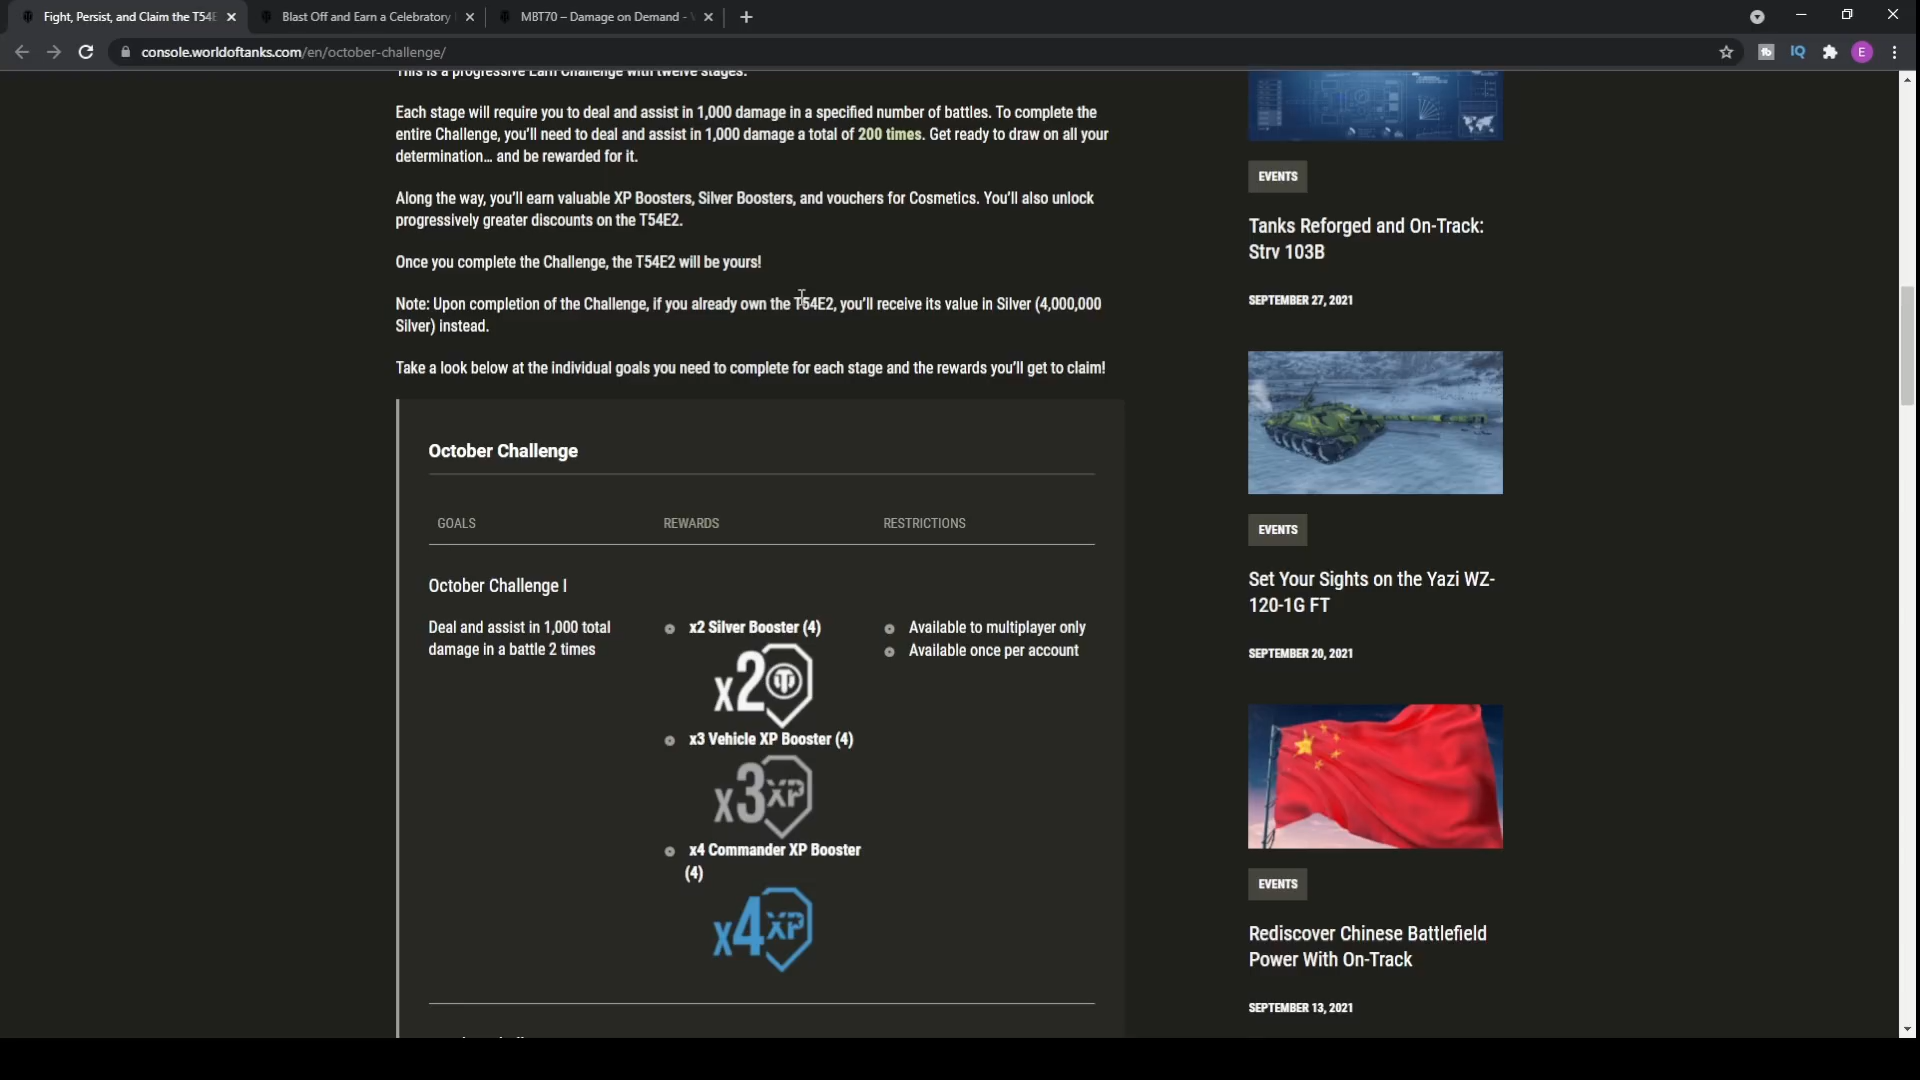 Fight, Persist, and Claim the T54E
Blast Off and Earn a Celebratory
MBT70 – Damage on Demand -
console.worldoftanks.com/en/october-challenge/
IQ
E
This is a progressive Earn Challenge with twelve stages.
Each stage will require you to deal and assist in 1,000 damage in a specified number of battles. To complete the
entire Challenge, you'll need to deal and assist in 1,000 damage a total of 200 times. Get ready to draw on all your
determination... and be rewarded for it.
Along the way, you'll earn valuable XP Boosters, Silver Boosters, and vouchers for Cosmetics. You'll also unlock
progressively greater discounts on the T54E2.
Once you complete the Challenge, the T54E2 will be yours!
Note: Upon completion of the Challenge, if you already own the T54E2, you'll receive its value in Silver (4,000,000
Silver) instead.
Take a look below at the individual goals you need to complete for each stage and the rewards you'll get to claim!
October Challenge
GOALS
REWARDS
RESTRICTIONS
October Challenge I
Deal and assist in 1,000 total
damage in a battle 2 times
x2 Silver Booster (4)
x2
x3 Vehicle XP Booster (4)
x3XP
x4 Commander XP Booster
(4)
x4XP
Available to multiplayer only
Available once per account
EVENTS
Tanks Reforged and On-Track:
Strv 103B
SEPTEMBER 27, 2021
EVENTS
Set Your Sights on the Yazi WZ-
120-1G FT
SEPTEMBER 20, 2021
EVENTS
Rediscover Chinese Battlefield
Power With On-Track
SEPTEMBER 13, 2021